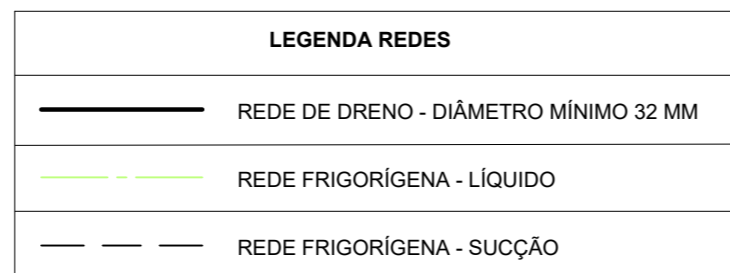 LEGENDA REDES
REDE DE DRENO - DIÂMETRO MÍNIMO 32 MM
REDE FRIGORÍGENA - LÍQUIDO
REDE FRIGORÍGENA - SUCÇÃO